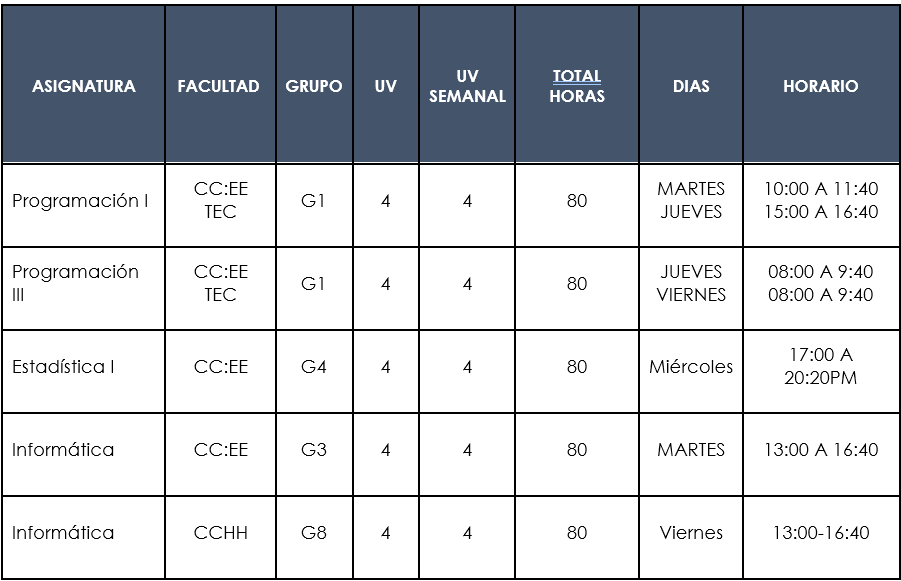 ASIGNATURA FACULTAD GRUPO UV UV SEMANAL TOTAL HORAS DIAS HORARIO
Programación I CC:EE TEC G1 4 4 80 MARTES JUEVES 10:00 A 11:40 15:00 A 16:40
Programación III CC:EE TEC G1 4 4 80 JUEVES VIERNES 08:00 A 9:40 08:00 A 9:40
Estadística I CC:EE G4 4 4 80 Miércoles 17:00 A 20:20PM
Informática CC:EE G3 4 4 80 MARTES 13:00 A 16:40
Informática CCHH G8 4 4 80 Viernes 13:00-16:40